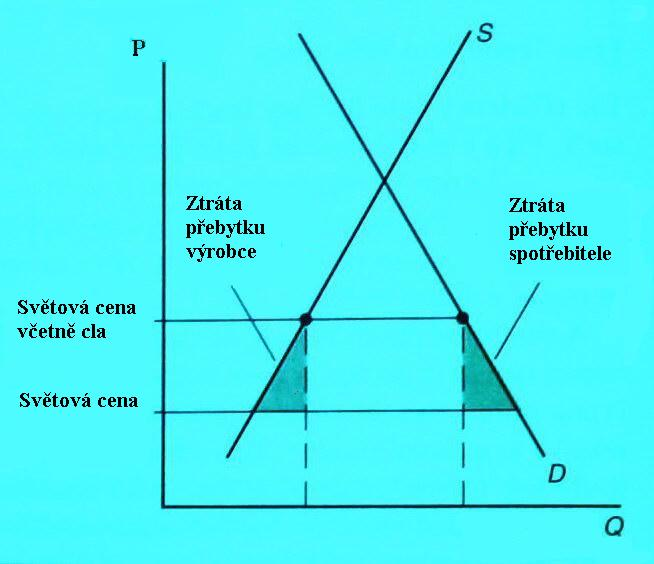 P
S
Ztráta
přebytku
výrobce
Ztráta
přebytku
spotřebitele
Světová cena
včetně cla
Světová cena
D
Q